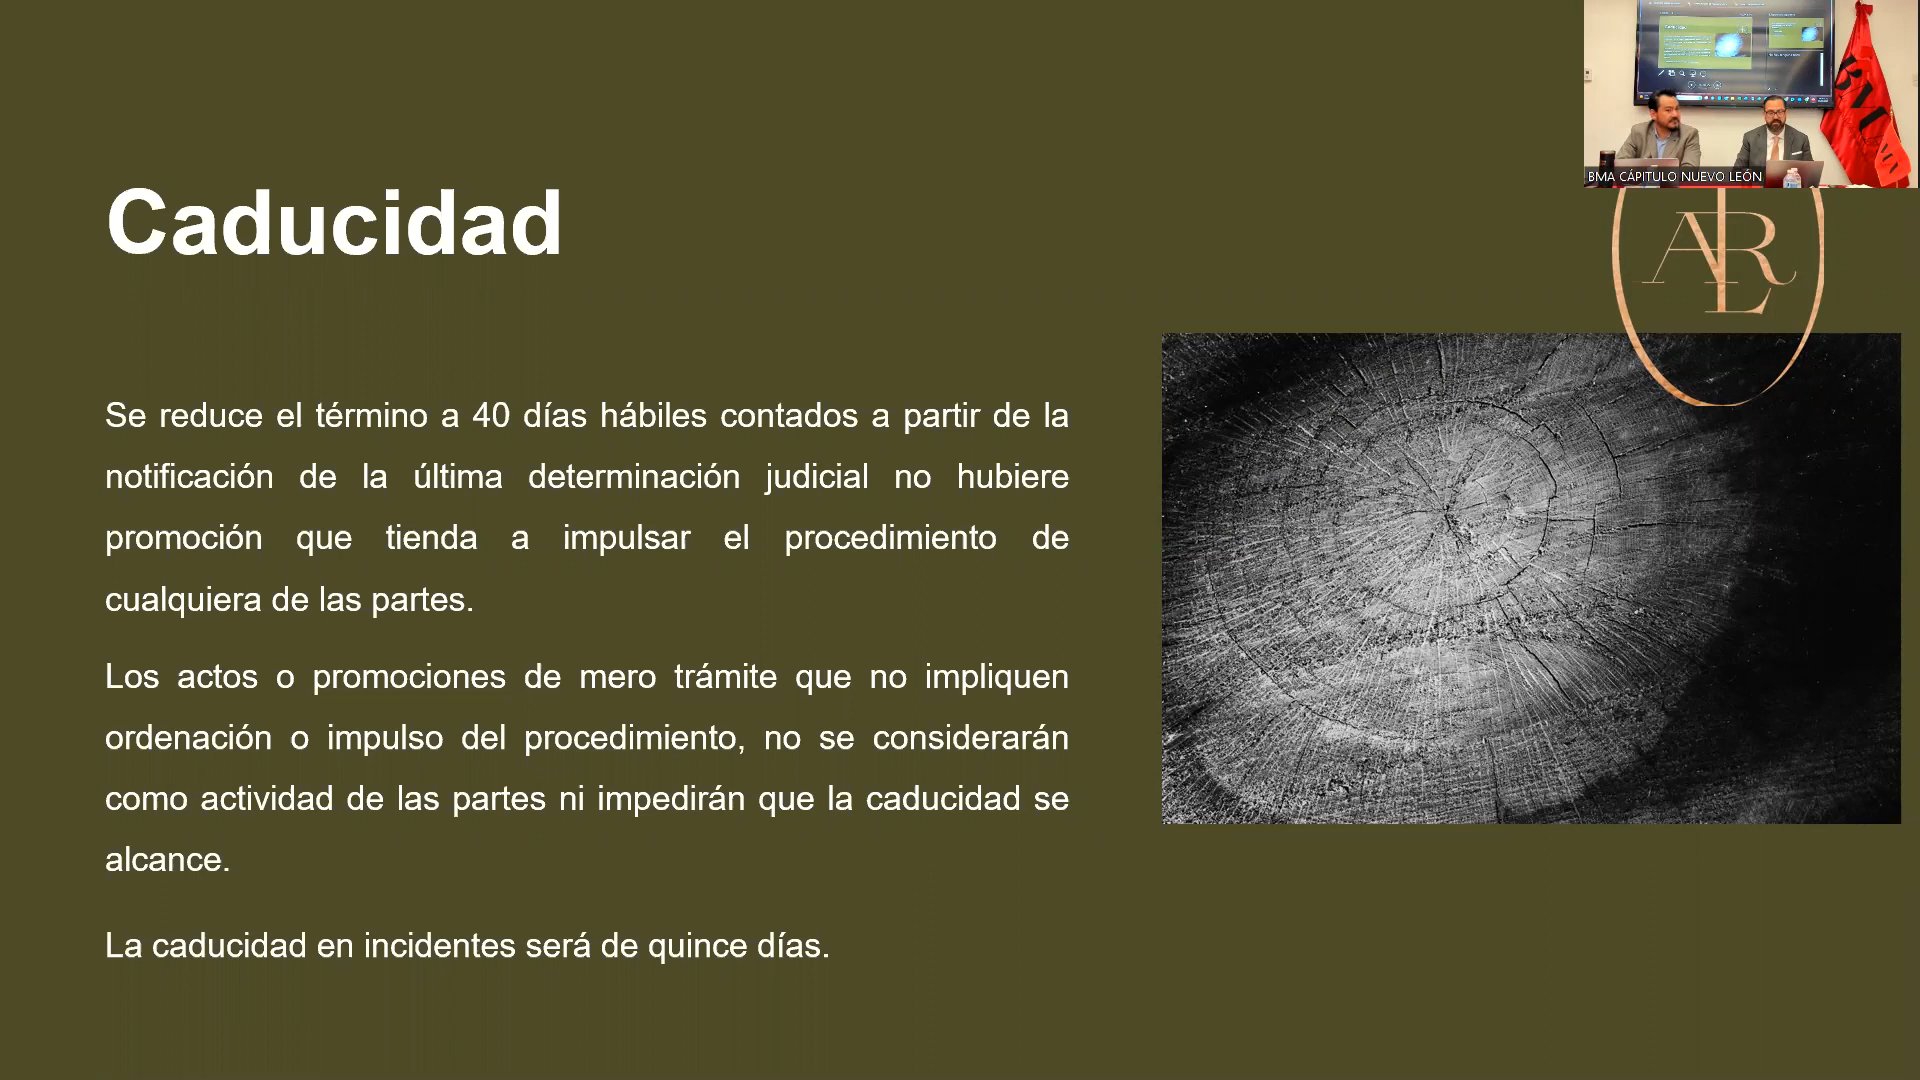 Caducidad
Se reduce el término a 40 días hábiles contados a partir de la
notificación de la última determinación judicial no hubiere
promoción que tienda a impulsar el procedimiento de
cualquiera de las partes.
Los actos o promociones de mero trámite que no impliquen
ordenación o impulso del procedimiento, no se considerarán
como actividad de las partes ni impedirán que la caducidad se
alcance.
La caducidad en incidentes será de quince días.
BMA CÁPITULO NUEVO LEÓN
ARL